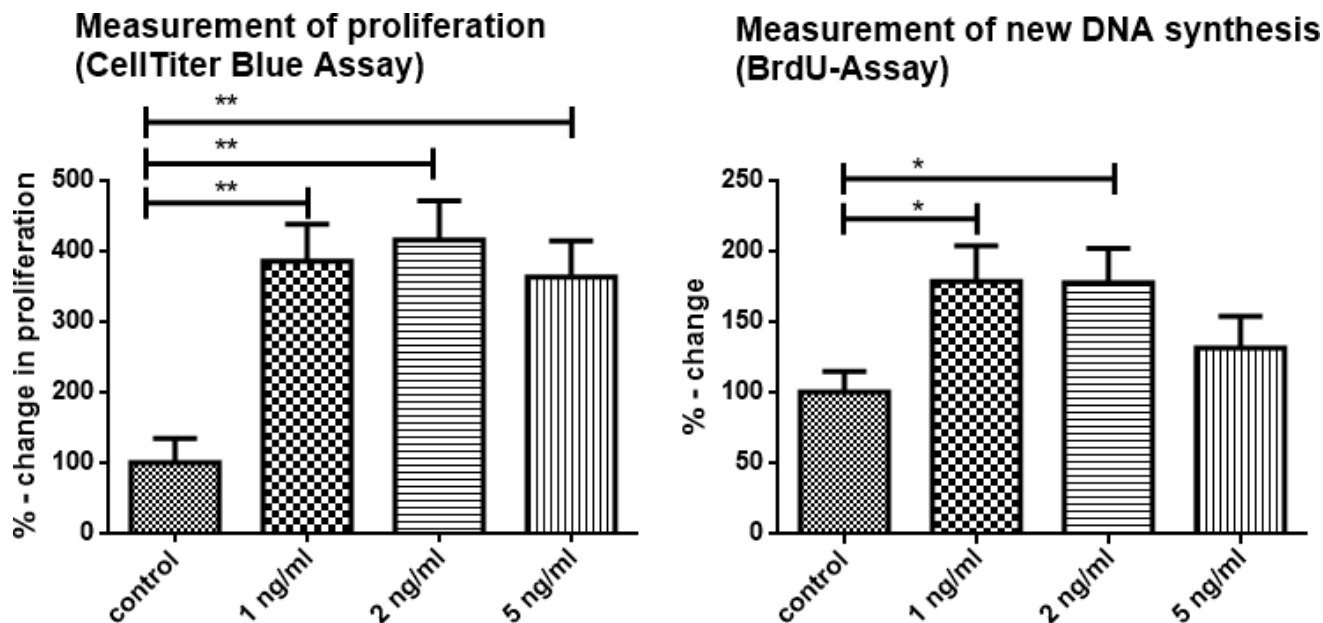 Measurement of proliferation
(CellTiter Blue Assay)
**
**
**
% - change in proliferation
500
400
300
200
100
0
control
1 ng/ml
2 ng/ml
5 ng/ml
Measurement of new DNA synthesis
(BrdU-Assay)
*
*
% - change
250
200
150
100
50
0
control
1 ng/ml
2 ng/ml
5 ng/ml